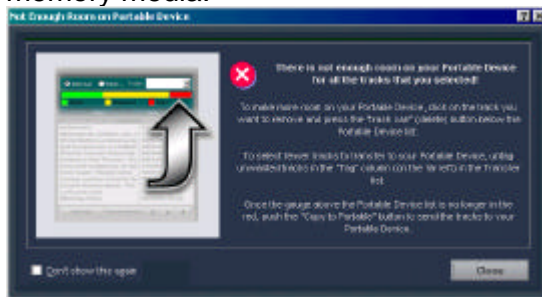 memory media.
Not Enough Room on Portable Device
There is not enough room on your Portable Device
for all the tracks that you selected!
To make more room on your Portable Device, click on the track you
want to remove and press the "trash can" (delete) button below the
Portable Device list.
To select fewer tracks to transfer to your Portable Device, untag
unwanted tracks in the "Tag" column (on the far left) in the Transfer
list.
Once the gauge above the Portable Device list is no longer in the
red, push the "Copy to Portable" button to send the tracks to your
Portable Device.
Don't show this again
Close